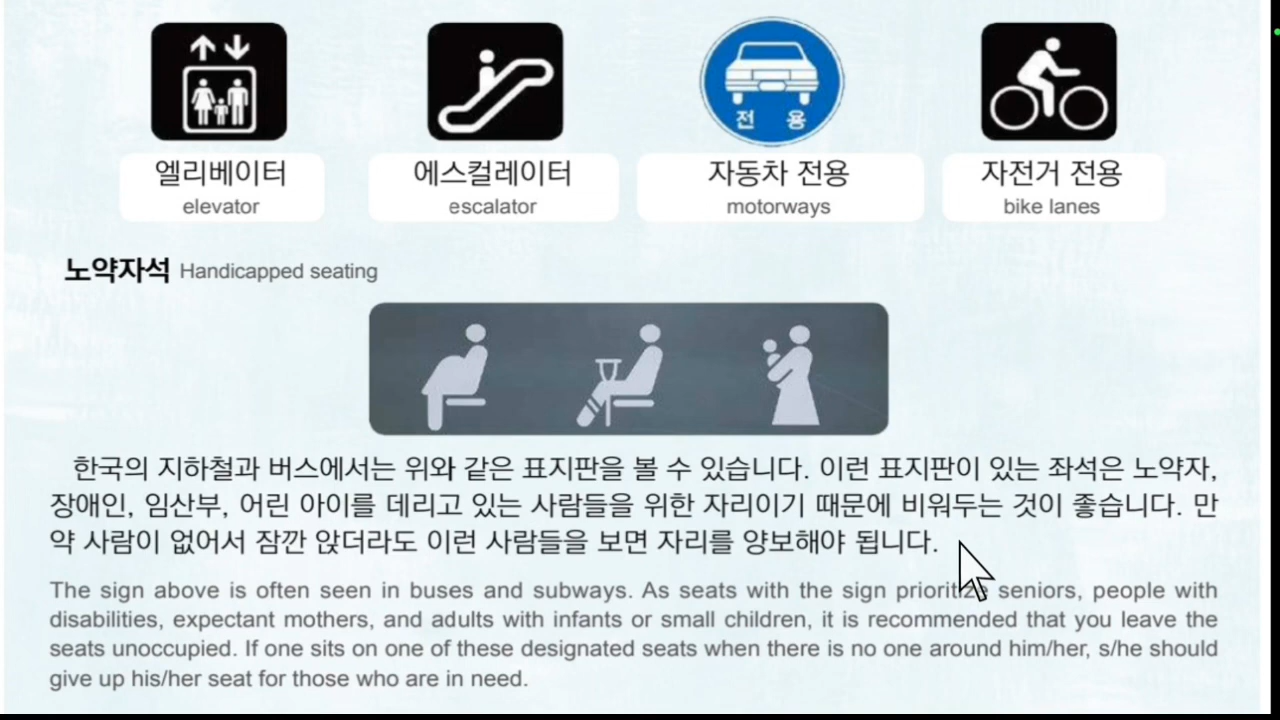 전 용
엘리베이터 에스컬레이터 자동차 전용 자전거 전용
elevator escalator motorways bike lanes
노약자석 Handicapped seating
한국의 지하철과 버스에서는 위와 같은 표지판을 볼 수 있습니다. 이런 표지판이 있는 좌석은 노약자,
장애인, 임산부, 어린 아이를 데리고 있는 사람들을 위한 자리이기 때문에 비워두는 것이 좋습니다. 만
약 사람이 없어서 잠깐 앉더라도 이런 사람들을 보면 자리를 양보해야 됩니다.
The sign above is often seen in buses and subways. As seats with the sign prioritize seniors, people with
disabilities, expectant mothers, and adults with infants or small children, it is recommended that you leave the
seats unoccupied. If one sits on one of these designated seats when there is no one around him/her, s/he should
give up his/her seat for those who are in need.